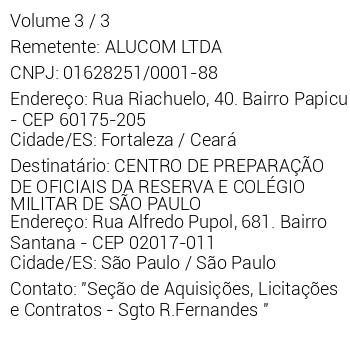 Volume 3 / 3
Remetente: ALUCOM LTDA
CNPJ: 01628251/0001-88
Endereço: Rua Riachuelo, 40. Bairro Papicu
- CEP 60175-205
Cidade/ES: Fortaleza / Ceará
Destinatário: CENTRO DE PREPARAÇÃO
DE OFICIAIS DA RESERVA E COLÉGIO
MILITAR DE SÃO PAULO
Endereço: Rua Alfredo Pupol, 681. Bairro
Santana - CEP 02017-011
Cidade/ES: São Paulo / São Paulo
Contato: "Seção de Aquisições, Licitações
e Contratos - Sgto R.Fernandes "